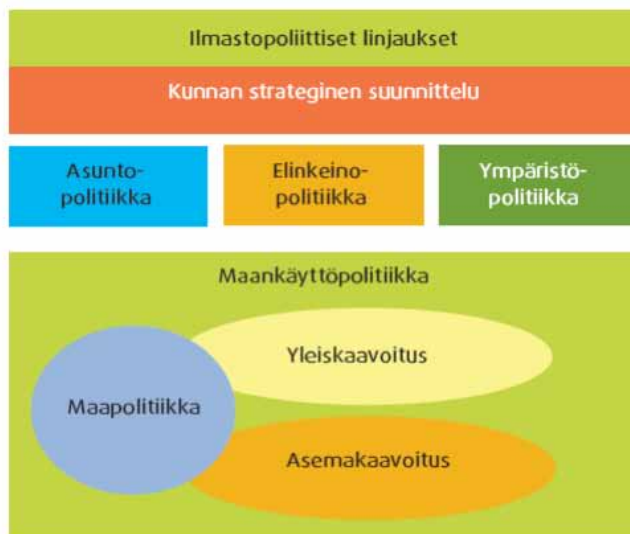 Ilmastopoliittiset linjaukset
Kunnan strateginen suunnittelu
Asunto-
politiikka
Elinkeino-
politiikka
Ympäristö-
politiikka
Maankäyttöpolitiikka
Yleiskaavoitus
Maapolitiikka
Asemakaavoitus